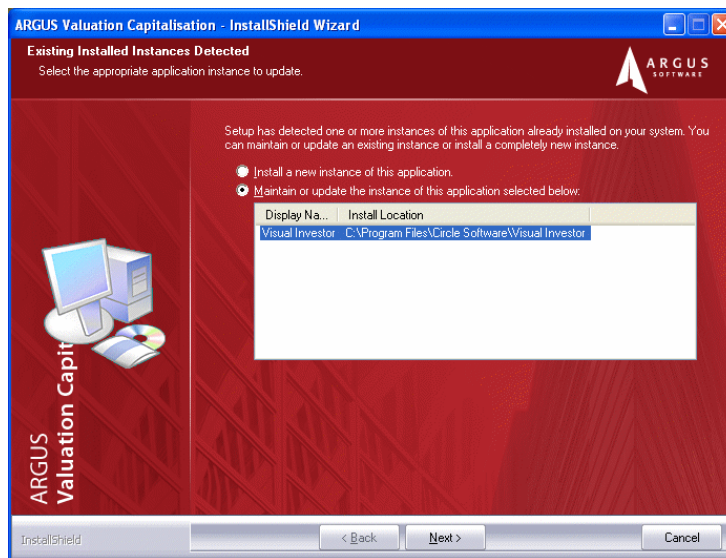 ARGUS Valuation Capitalisation - InstallShield Wizard
Existing Installed Instances Detected
Select the appropriate application instance to update.
ARGUS
SOFTWARE
Setup has detected one or more instances of this application already installed on your system. You
can maintain or update an existing instance or install a completely new instance.
Install a new instance of this application.
Maintain or update the instance of this application selected below:
Display Na... Install Location
Visual Investor C:\Program Files\Circle Software\Visual Investor
ARGUS
Valuation Capit
InstallShield
< Back
Next >
Cancel